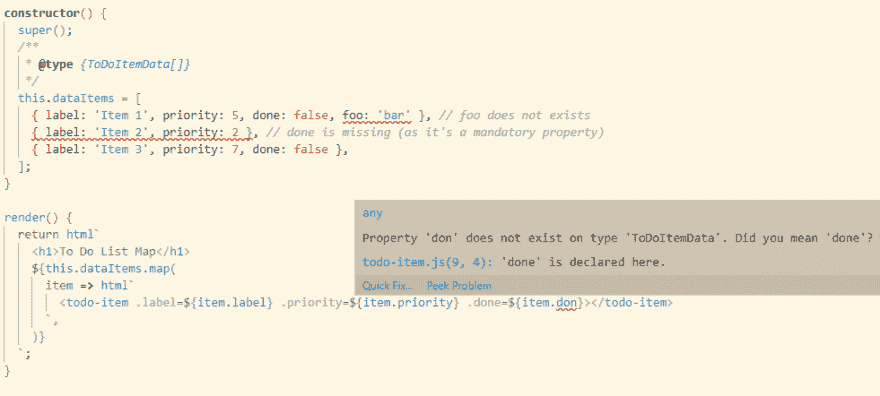 constructor() {
super();
/**
* @type {ToDoItemData[]}
*/
this.dataItems = [
{ label: 'Item 1', priority: 5, done: false, foo: 'bar' }, // foo does not exists
{ label: 'Item 2', priority: 2 }, // done is missing (as it's a mandatory property)
{ label: 'Item 3', priority: 7, done: false },
];
}
render() {
return html`
<h1>To Do List Map</h1>
${this.dataItems.map(
item => html`
<todo-item .label=${item.label} .priority=${item.priority} .done=${item.don}></todo-item>
`,
)}
`;
}
any
Property 'don' does not exist on type 'ToDoItemData'. Did you mean 'done'?
todo-item.js(9, 4): 'done' is declared here.
Quick Fix... Peek Problem